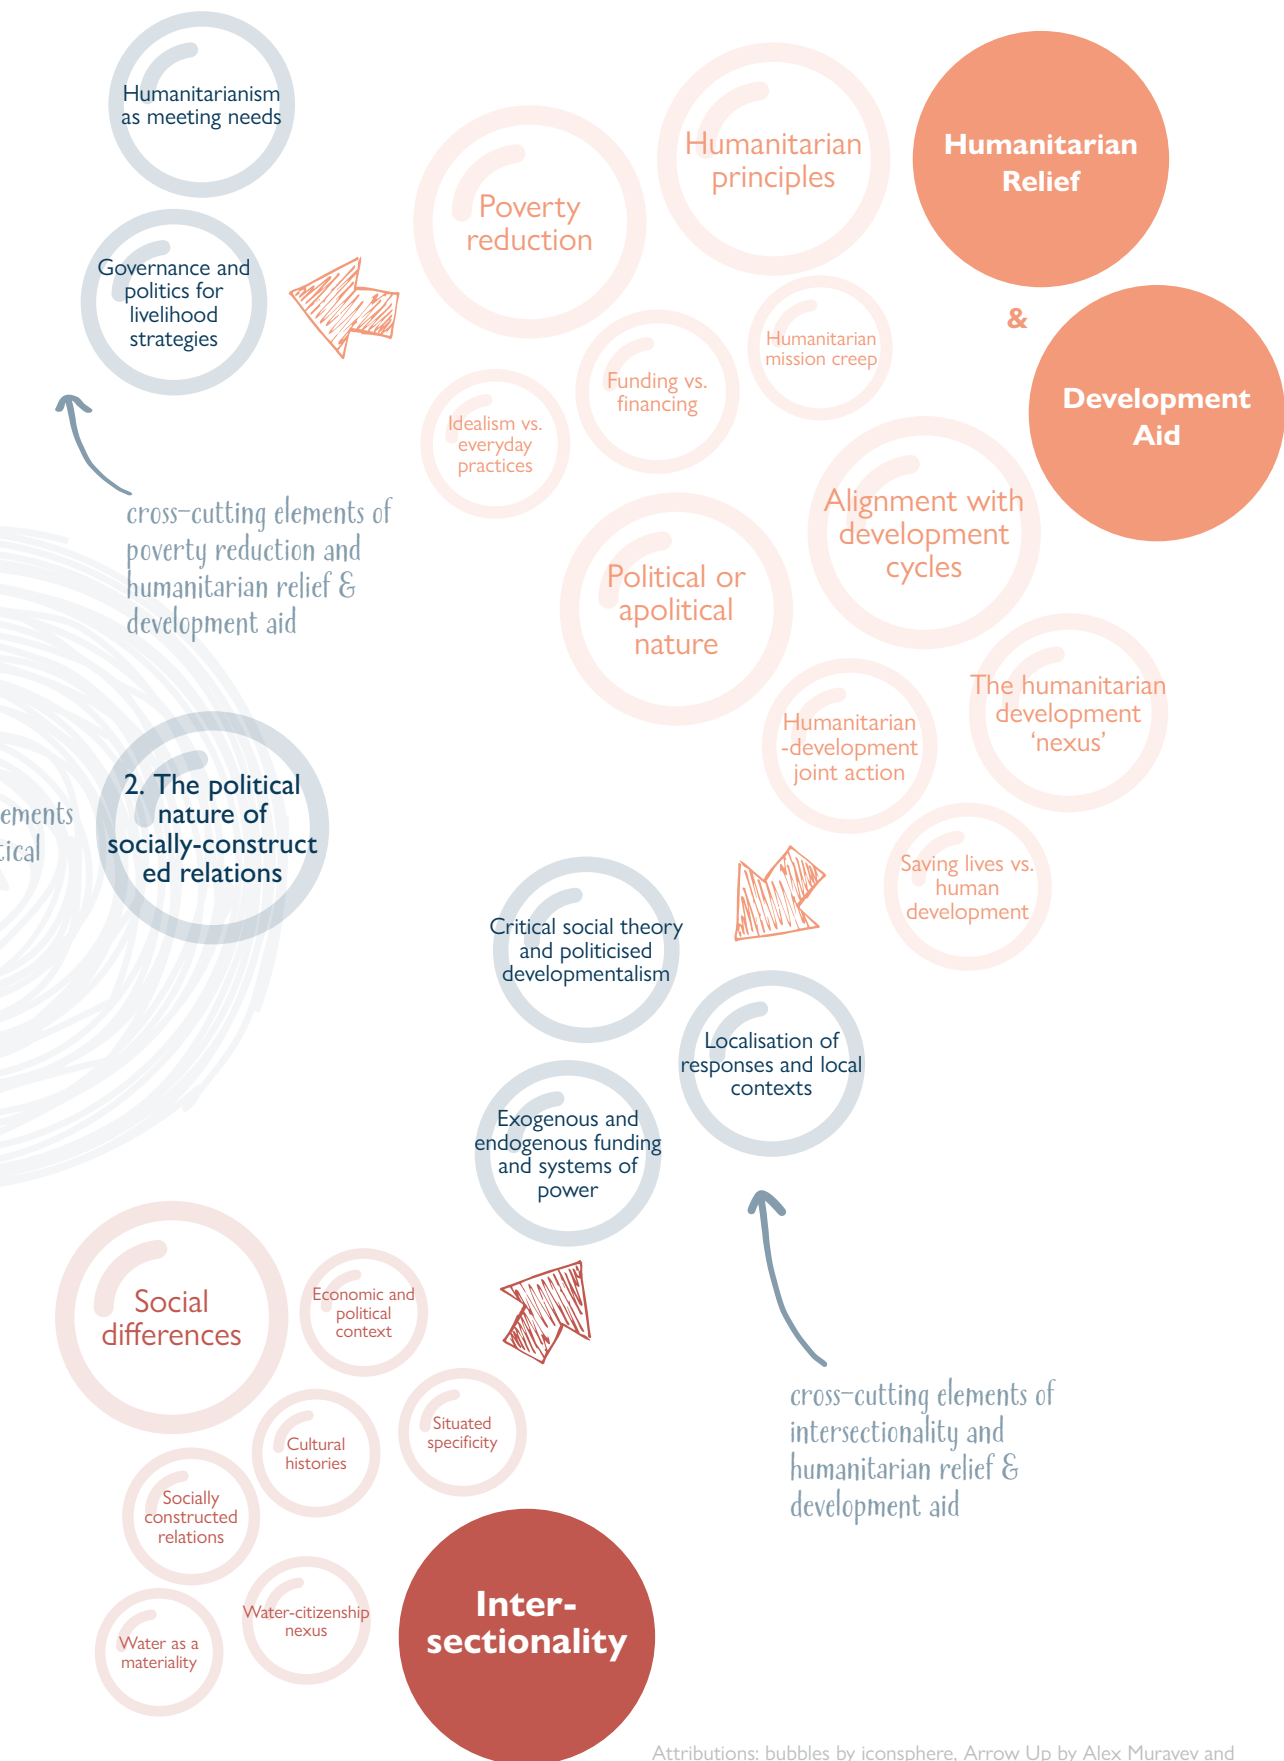 Humanitarianism
as meeting needs
Humanitarian
principles
Humanitarian
Relief
Poverty
reduction
Governance and
politics for
livelihood
strategies
&
Humanitarian
mission creep
Funding vs.
financing
Development
Aid
Idealism vs.
everyday
practices
cross-cutting elements of
poverty reduction and
humanitarian relief &
development aid
Alignment with
development
cycles
Political or
apolitical
nature
The humanitarian
development
'nexus'
Humanitarian
-development
joint action
ements
tical
2. The political
nature of
socially-construct
ed relations
Saving lives vs.
human
development
Critical social theory
and politicised
developmentalism
Localisation of
responses and local
contexts
Exogenous and
endogenous funding
and systems of
power
Social
differences
Economic and
political
context
cross-cutting elements of
intersectionality and
humanitarian relief &
development aid
Situated
specificity
Cultural
histories
Socially
constructed
relations
Water-citizenship
nexus
Water as a
materiality
Inter-
sectionality
Attributions: bubbles by iconsphere, Arrow Up by Alex Muravev and